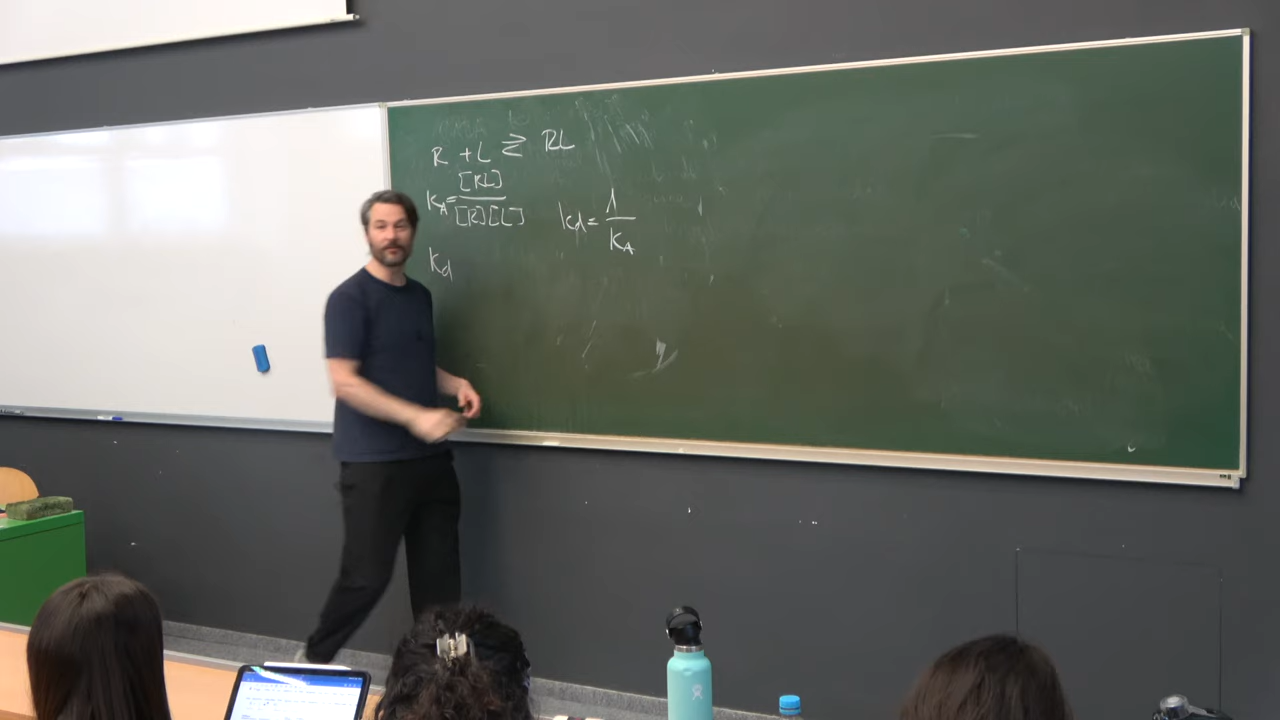 R + L ⇄ RL
KA = [RL] / [R][L]
Kd = 1 / KA
Kd